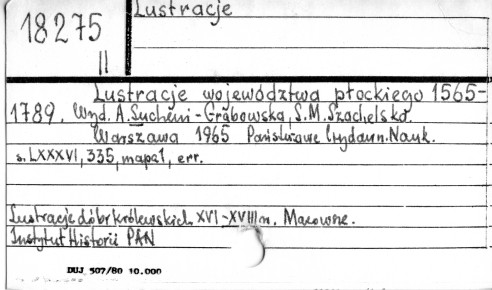 18275
II
Lustracje
Lustracje województwa płockiego 1565-
1789. Wyd. A. Sucheni-Grabowska, S. M. Szachelska.
Warszawa 1965 Państwowe Wydawn. Nauk.
s. LXXXVI, 335, mapa 1, err.
Lustracje dóbr królewskich XVI-XVIII w. Mazowsze.
Instytut Historii PAN
DUJ 507/80 10.000